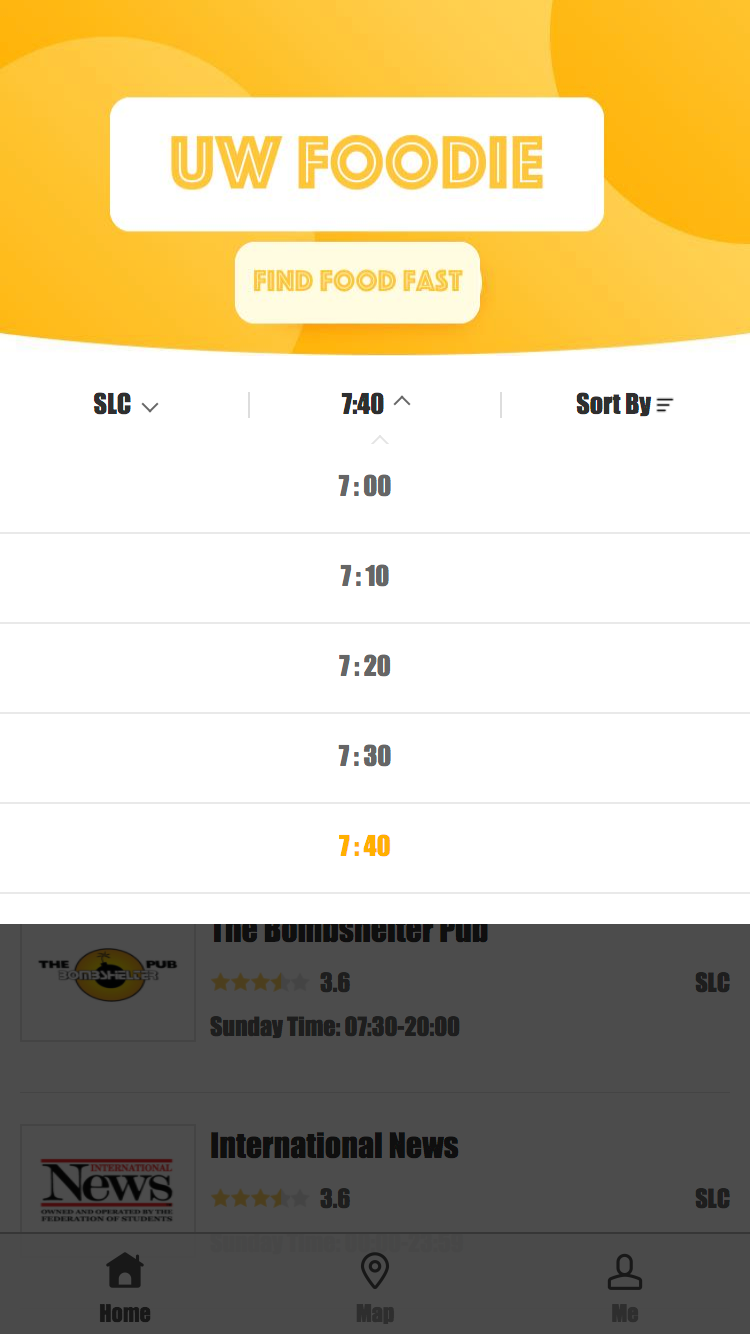 UW FOODIE
FIND FOOD FAST
SLC 7:40 Sort By
7 : 00
7 : 10
7 : 20
7 : 30
7 : 40
The Bombshelter Pub
THE PUB
BOMBSHELTER
3.6 SLC
Sunday Time: 07:30-20:00
International News
INTERNATIONAL
News
OWNED AND OPERATED BY THE
FEDERATION OF STUDENTS
3.6 SLC
Home Map Me